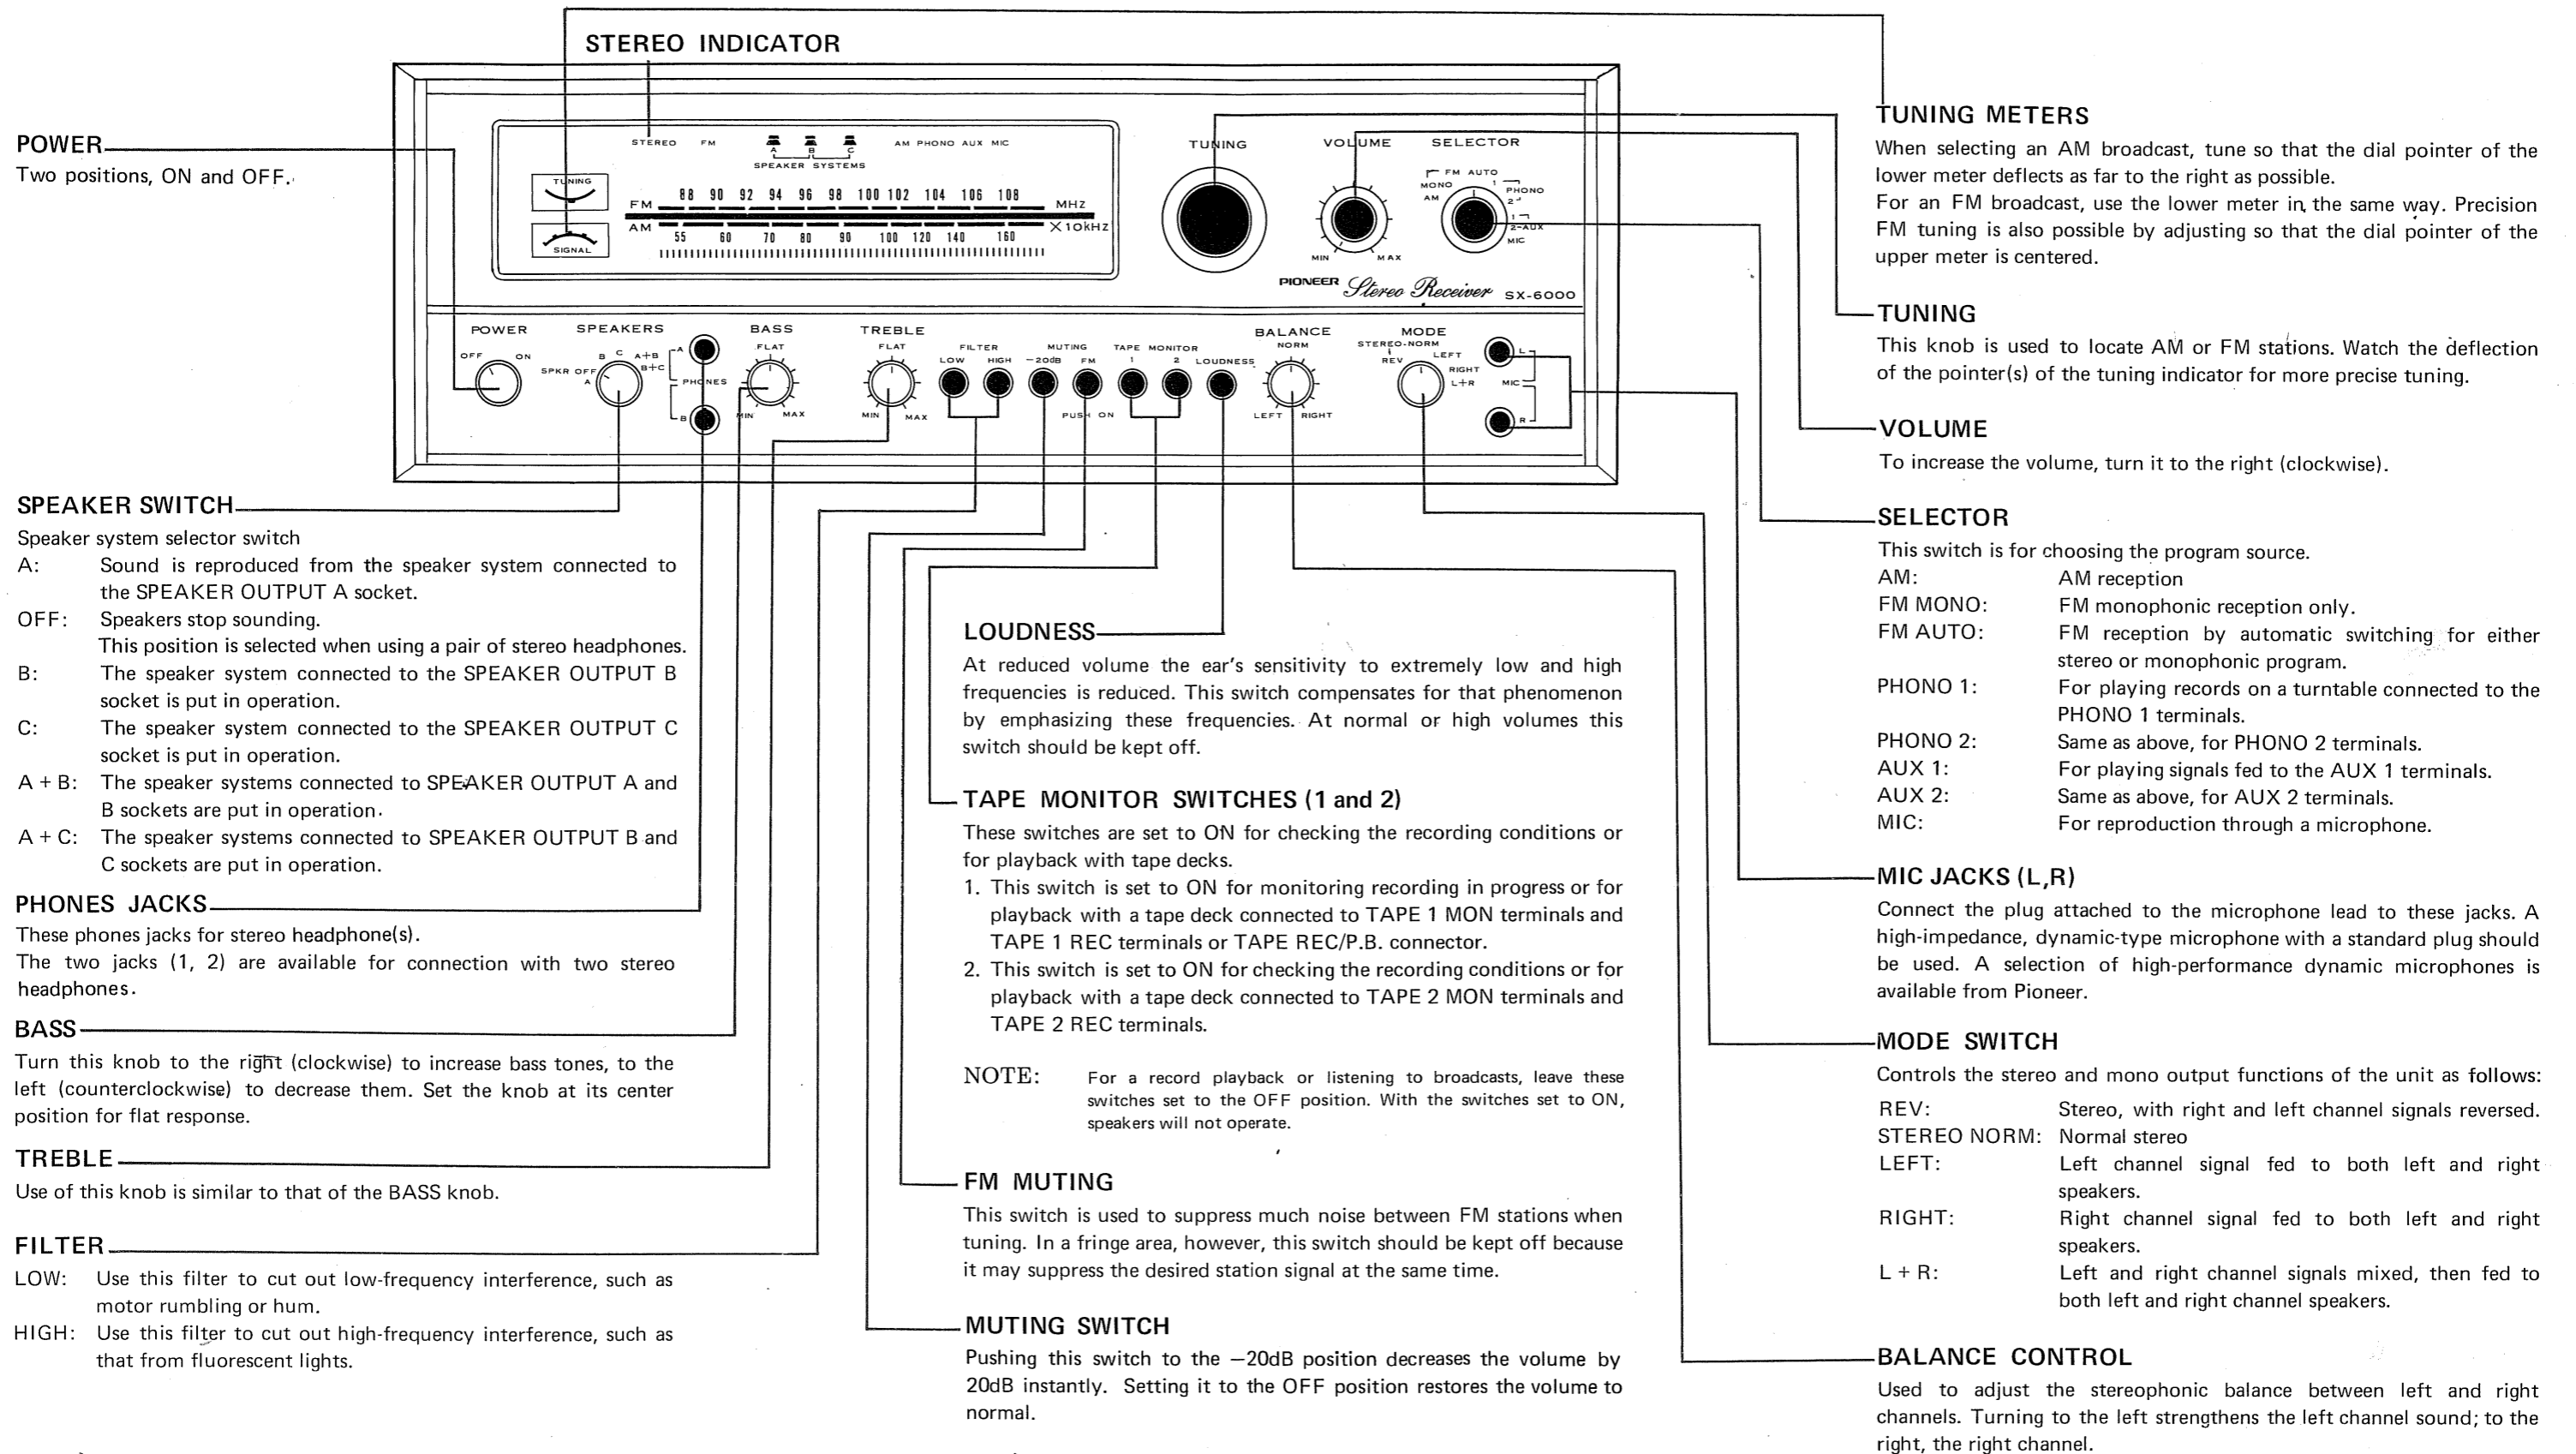 STEREO INDICATOR
POWER
Two positions, ON and OFF.
STEREO FM A B C AM PHONO AUX MIC
SPEAKER SYSTEMS
TUNING
88 90 92 94 96 98 100 102 104 106 108
FM MHz
AM X10kHz
55 60 70 80 90 100 120 140 160
SIGNAL
TUNING VOLUME SELECTOR
FM AUTO
MONO
AM
1
PHONO
2
1
2-AUX
MIC
MIN MAX
PIONEER Stereo Receiver SX-6000
POWER
OFF ON
SPEAKERS
SPKR OFF
A
B C A+B
B+C
A
PHONES
B
BASS
FLAT
MIN MAX
TREBLE
FLAT
MIN MAX
FILTER
LOW HIGH
MUTING
−20dB FM
TAPE MONITOR
1 2 LOUDNESS
PUSH ON
BALANCE
NORM
LEFT RIGHT
MODE
STEREO-NORM
REV
LEFT
RIGHT
L+R
L
MIC
R
SPEAKER SWITCH
Speaker system selector switch
A: Sound is reproduced from the speaker system connected to
the SPEAKER OUTPUT A socket.
OFF: Speakers stop sounding.
This position is selected when using a pair of stereo headphones.
B: The speaker system connected to the SPEAKER OUTPUT B
socket is put in operation.
C: The speaker system connected to the SPEAKER OUTPUT C
socket is put in operation.
A + B: The speaker systems connected to SPEAKER OUTPUT A and
B sockets are put in operation.
A + C: The speaker systems connected to SPEAKER OUTPUT B and
C sockets are put in operation.
PHONES JACKS
These phones jacks for stereo headphone(s).
The two jacks (1, 2) are available for connection with two stereo
headphones.
BASS
Turn this knob to the right (clockwise) to increase bass tones, to the
left (counterclockwise) to decrease them. Set the knob at its center
position for flat response.
TREBLE
Use of this knob is similar to that of the BASS knob.
FILTER
LOW: Use this filter to cut out low-frequency interference, such as
motor rumbling or hum.
HIGH: Use this filter to cut out high-frequency interference, such as
that from fluorescent lights.
LOUDNESS
At reduced volume the ear's sensitivity to extremely low and high
frequencies is reduced. This switch compensates for that phenomenon
by emphasizing these frequencies. At normal or high volumes this
switch should be kept off.
TAPE MONITOR SWITCHES (1 and 2)
These switches are set to ON for checking the recording conditions or
for playback with tape decks.
1. This switch is set to ON for monitoring recording in progress or for
playback with a tape deck connected to TAPE 1 MON terminals and
TAPE 1 REC terminals or TAPE REC/P.B. connector.
2. This switch is set to ON for checking the recording conditions or for
playback with a tape deck connected to TAPE 2 MON terminals and
TAPE 2 REC terminals.
NOTE: For a record playback or listening to broadcasts, leave these
switches set to the OFF position. With the switches set to ON,
speakers will not operate.
FM MUTING
This switch is used to suppress much noise between FM stations when
tuning. In a fringe area, however, this switch should be kept off because
it may suppress the desired station signal at the same time.
MUTING SWITCH
Pushing this switch to the −20dB position decreases the volume by
20dB instantly. Setting it to the OFF position restores the volume to
normal.
TUNING METERS
When selecting an AM broadcast, tune so that the dial pointer of the
lower meter deflects as far to the right as possible.
For an FM broadcast, use the lower meter in the same way. Precision
FM tuning is also possible by adjusting so that the dial pointer of the
upper meter is centered.
TUNING
This knob is used to locate AM or FM stations. Watch the deflection
of the pointer(s) of the tuning indicator for more precise tuning.
VOLUME
To increase the volume, turn it to the right (clockwise).
SELECTOR
This switch is for choosing the program source.
AM: AM reception
FM MONO: FM monophonic reception only.
FM AUTO: FM reception by automatic switching for either
stereo or monophonic program.
PHONO 1: For playing records on a turntable connected to the
PHONO 1 terminals.
PHONO 2: Same as above, for PHONO 2 terminals.
AUX 1: For playing signals fed to the AUX 1 terminals.
AUX 2: Same as above, for AUX 2 terminals.
MIC: For reproduction through a microphone.
MIC JACKS (L,R)
Connect the plug attached to the microphone lead to these jacks. A
high-impedance, dynamic-type microphone with a standard plug should
be used. A selection of high-performance dynamic microphones is
available from Pioneer.
MODE SWITCH
Controls the stereo and mono output functions of the unit as follows:
REV: Stereo, with right and left channel signals reversed.
STEREO NORM: Normal stereo
LEFT: Left channel signal fed to both left and right
speakers.
RIGHT: Right channel signal fed to both left and right
speakers.
L + R: Left and right channel signals mixed, then fed to
both left and right channel speakers.
BALANCE CONTROL
Used to adjust the stereophonic balance between left and right
channels. Turning to the left strengthens the left channel sound; to the
right, the right channel.